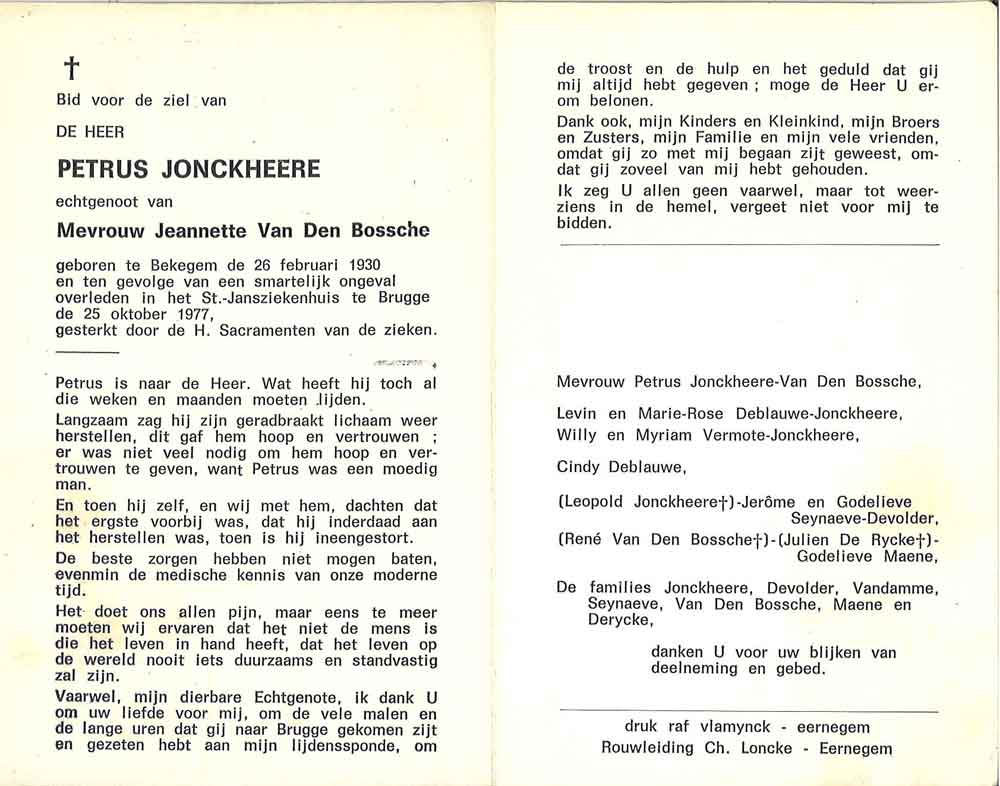 Bid voor de ziel van
DE HEER
PETRUS JONCKHEERE
echtgenoot van
Mevrouw Jeannette Van Den Bossche
geboren te Bekegem de 26 februari 1930
en ten gevolge van een smartelijk ongeval
overleden in het St.-Jansziekenhuis te Brugge
de 25 oktober 1977,
gesterkt door de H. Sacramenten van de zieken.
Petrus is naar de Heer. Wat heeft hij toch al
die weken en maanden moeten lijden.
Langzaam zag hij zijn geradbraakt lichaam weer
herstellen, dit gaf hem hoop en vertrouwen ;
er was niet veel nodig om hem hoop en ver-
trouwen te geven, want Petrus was een moedig
man.
En toen hij zelf, en wij met hem, dachten dat
het ergste voorbij was, dat hij inderdaad aan
het herstellen was, toen is hij ineengestort.
De beste zorgen hebben niet mogen baten,
evenmin de medische kennis van onze moderne
tijd.
Het doet ons allen pijn, maar eens te meer
moeten wij ervaren dat het niet de mens is
die het leven in hand heeft, dat het leven op
de wereld nooit iets duurzaams en standvastig
zal zijn.
Vaarwel, mijn dierbare Echtgenote, ik dank U
om uw liefde voor mij, om de vele malen en
de lange uren dat gij naar Brugge gekomen zijt
en gezeten hebt aan mijn lijdenssponde, om
de troost en de hulp en het geduld dat gij
mij altijd hebt gegeven ; moge de Heer U er-
om belonen.
Dank ook, mijn Kinders en Kleinkind, mijn Broers
en Zusters, mijn Familie en mijn vele vrienden,
omdat gij zo met mij begaan zijt geweest, om-
dat gij zoveel van mij hebt gehouden.
Ik zeg U allen geen vaarwel, maar tot weer-
ziens in de hemel, vergeet niet voor mij te
bidden.
Mevrouw Petrus Jonckheere-Van Den Bossche,
Levin en Marie-Rose Deblauwe-Jonckheere,
Willy en Myriam Vermote-Jonckheere,
Cindy Deblauwe,
(Leopold Jonckheere†)-Jerôme en Godelieve
Seynaeve-Devolder,
(René Van Den Bossche†)-(Julien De Rycke†)-
Godelieve Maene,
De families Jonckheere, Devolder, Vandamme,
Seynaeve, Van Den Bossche, Maene en
Derycke,
danken U voor uw blijken van
deelneming en gebed.
druk raf vlamynck - eernegem
Rouwleiding Ch. Loncke - Eernegem